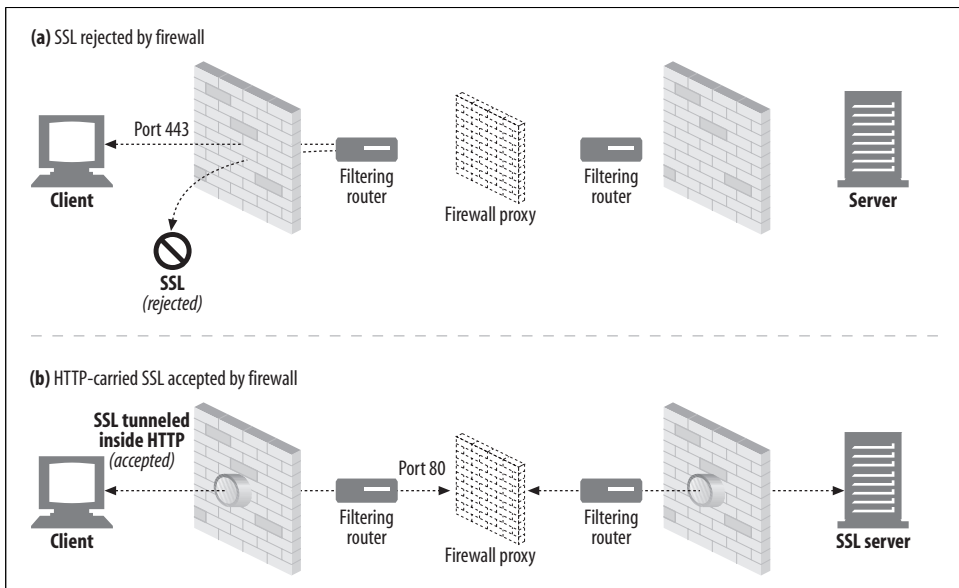 (a) SSL rejected by firewall
Port 443
Client
Filtering
router
Firewall proxy
Filtering
router
Server
SSL
(rejected)
(b) HTTP-carried SSL accepted by firewall
SSL tunneled
inside HTTP
(accepted)
Port 80
Client
Filtering
router
Firewall proxy
Filtering
router
SSL server